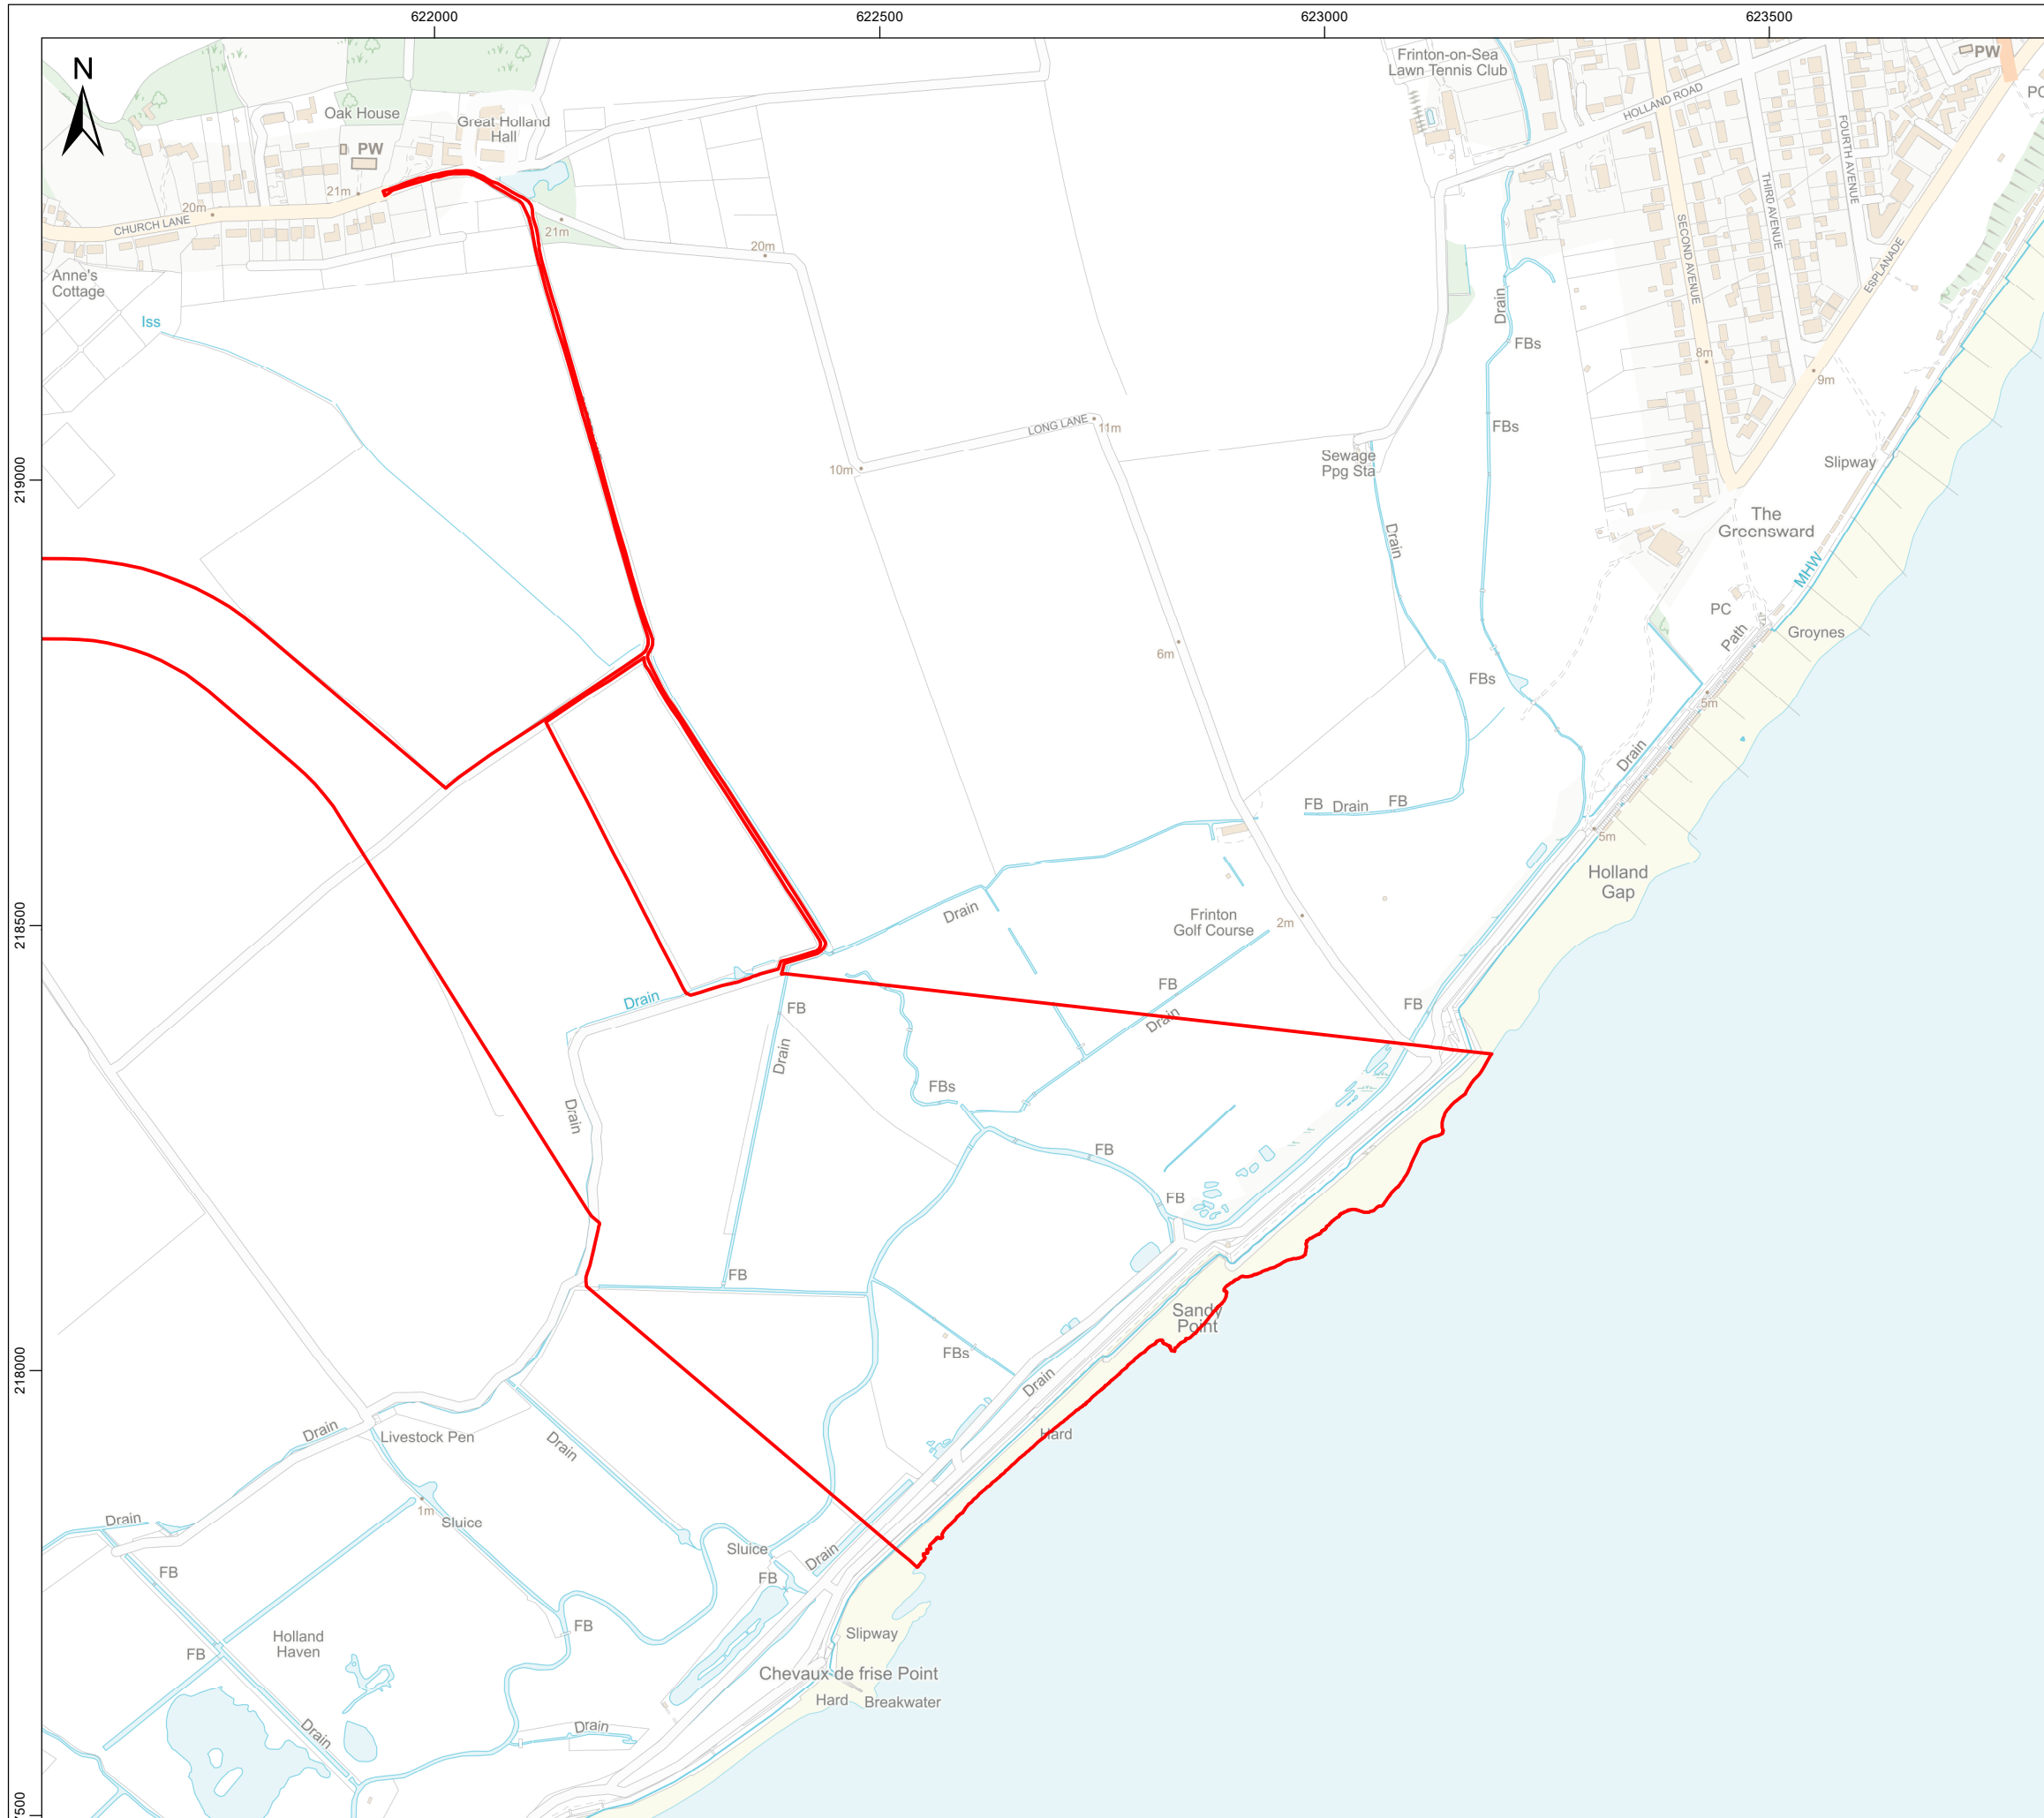 622000
622500
623000
623500
N
Frinton-on-Sea
Lawn Tennis Club
PW
PC
Oak House
Great Holland
Hall
PW
HOLLAND ROAD
FOURTH AVENUE
THIRD AVENUE
SECOND AVENUE
ESPLANADE
21m
20m
CHURCH LANE
21m
20m
Anne's
Cottage
Iss
Drain
FBs
8m
9m
FBs
LONG LANE
11m
10m
Sewage
Ppg Sta
Slipway
219000
The
Greensward
Drain
MHW
PC
Path
Groynes
6m
FBs
5m
Drain
FB
Drain
FB
5m
Holland
Gap
218500
Drain
Frinton
Golf Course
2m
FB
Drain
FB
Drain
FB
Drain
FBs
Drain
FB
FB
FB
Sandy
Point
FBs
218000
Drain
Hard
Drain
Livestock Pen
Drain
1m
Sluice
Drain
Sluice
Drain
FB
FB
FB
Holland
Haven
FB
Slipway
Chevaux de frise Point
Hard
Breakwater
Drain
Drain
7500